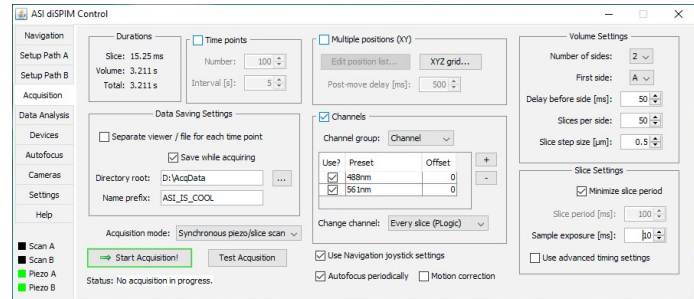 ASI diSPIM Control
Navigation
Setup Path A
Setup Path B
Acquisition
Data Analysis
Devices
Autofocus
Cameras
Settings
Help
Scan A
Scan B
Piezo A
Piezo B
Durations
Slice: 15.25 ms
Volume: 3.211 s
Total: 3.211 s
Time points
Number: 100
Interval [s]: 5
Data Saving Settings
Separate viewer / file for each time point
Save while acquiring
Directory root: D:\AcqData ...
Name prefix: ASI_IS_COOL
Acquisition mode: Synchronous piezo/slice scan
Start Acquisition! Test Acquisition
Status: No acquisition in progress.
Multiple positions (XY)
Edit position list... XYZ grid...
Post-move delay [ms]: 500
Channels
Channel group: Channel
Use? Preset Offset
488nm 0
561nm 0
+
-
Change channel: Every slice (PLogic)
Use Navigation joystick settings
Autofocus periodically Motion correction
Volume Settings
Number of sides: 2
First side: A
Delay before side [ms]: 50
Slices per side: 50
Slice step size [µm]: 0.5
Slice Settings
Minimize slice period
Slice period [ms]: 100
Sample exposure [ms]: 10
Use advanced timing settings